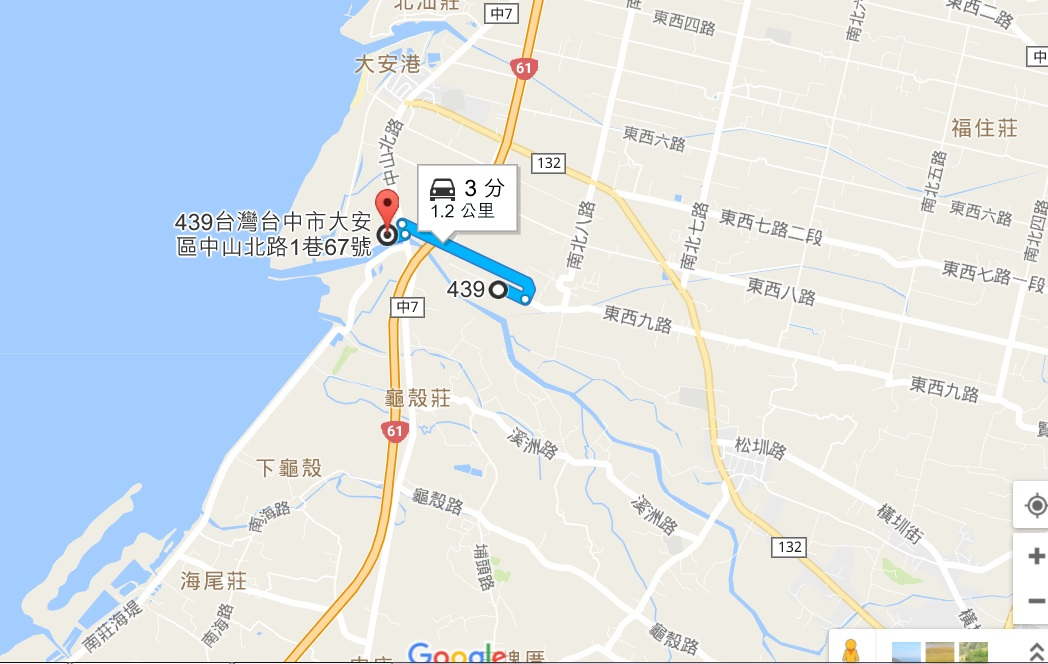 北汕莊
中7
東西四路
東西二路
中
大安港
61
福住莊
東西六路
132
中山北路
南北五路
3 分
1.2 公里
439台灣台中市大安
區中山北路1巷67號
東西六路
南北四路
東西七路二段
南北八路
南北七路
東西七路一段
439
東西八路
中7
東西九路
東西九路
龜殼莊
61
溪洲路
松圳路
下龜殼
龜殼路
溪洲路
南海路
橫圳街
132
埔頭路
海尾莊
南莊海堤
南海路
龜殼路
Google